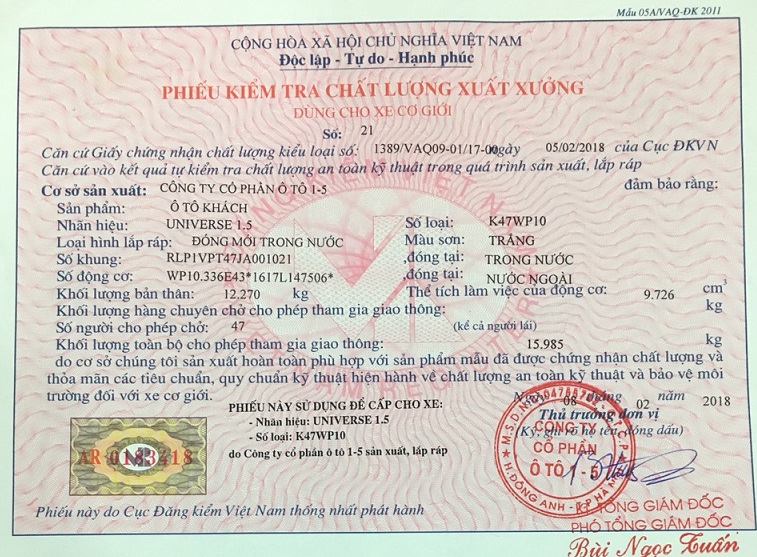 Mẫu 05A/VAQ-ĐK 2011
CỘNG HÒA XÃ HỘI CHỦ NGHĨA VIỆT NAM
Độc lập - Tự do - Hạnh phúc
PHIẾU KIỂM TRA CHẤT LƯỢNG XUẤT XƯỞNG
DÙNG CHO XE CƠ GIỚI
Số: 21
Căn cứ Giấy chứng nhận chất lượng kiểu loại số: 1389/VAQ09-01/17-00 ngày 05/02/2018 của Cục ĐKVN
Căn cứ vào kết quả tự kiểm tra chất lượng an toàn kỹ thuật trong quá trình sản xuất, lắp ráp
Cơ sở sản xuất: CÔNG TY CỔ PHẦN Ô TÔ 1-5 đảm bảo rằng:
Sản phẩm: Ô TÔ KHÁCH
Nhãn hiệu: UNIVERSE 1.5 Số loại: K47WP10
Loại hình lắp ráp: ĐÓNG MỚI TRONG NƯỚC Màu sơn: TRẮNG
Số khung: RLP1VPT47JA001021 ,đóng tại: TRONG NƯỚC
Số động cơ: WP10.336E43*1617L147506* ,đóng tại: NƯỚC NGOÀI
Khối lượng bản thân: 12,270 kg Thể tích làm việc của động cơ: 9.726 cm³
Khối lượng hàng chuyên chở cho phép tham gia giao thông: kg
Số người cho phép chở: 47 (kể cả người lái)
Khối lượng toàn bộ cho phép tham gia giao thông: 15.985 kg
do cơ sở chúng tôi sản xuất hoàn toàn phù hợp với sản phẩm mẫu đã được chứng nhận chất lượng và
thỏa mãn các tiêu chuẩn, quy chuẩn kỹ thuật hiện hành về chất lượng an toàn kỹ thuật và bảo vệ môi
trường đối với xe cơ giới.
Ngày 08 tháng 02 năm 2018
PHIẾU NÀY SỬ DỤNG ĐỂ CẤP CHO XE:
- Nhãn hiệu: UNIVERSE 1.5
- Số loại: K47WP10
do Công ty cổ phần ô tô 1-5 sản xuất, lắp ráp
Thủ trưởng đơn vị
(Ký, ghi rõ họ tên, đóng dấu)
CÔNG TY
CỔ PHẦN
Ô TÔ 1-5
H. ĐÔNG ANH - TP HÀ NỘI
AR 0183418
TỔNG GIÁM ĐỐC
PHÓ TỔNG GIÁM ĐỐC
Bùi Ngọc Tuấn
Phiếu này do Cục Đăng kiểm Việt Nam thống nhất phát hành